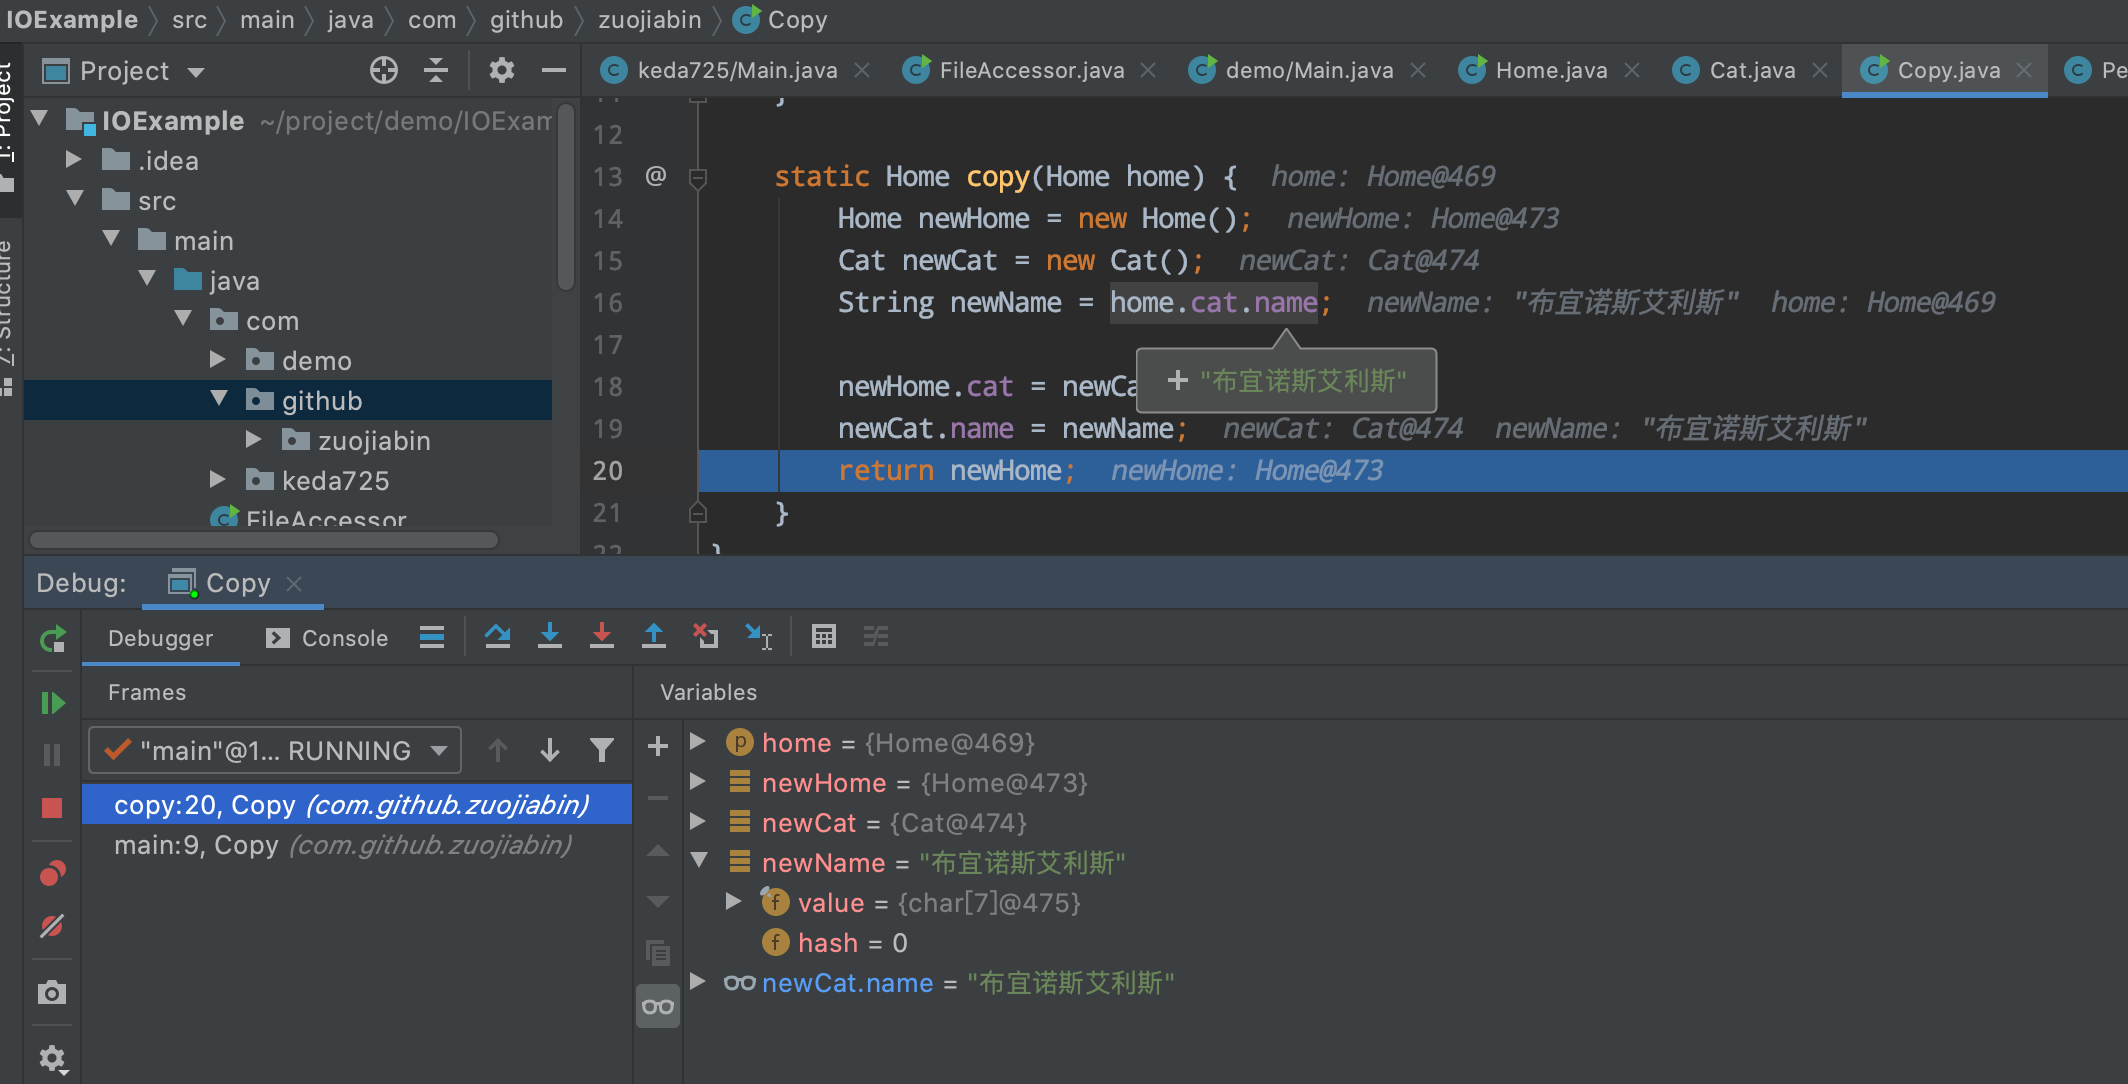 IOExample src main java com github zuojiabin Copy
1: Project
Project
keda725/Main.java FileAccessor.java demo/Main.java Home.java Cat.java Copy.java Pe
IOExample ~/project/demo/IOExam
.idea
src
main
java
com
demo
github
zuojiabin
keda725
FileAccessor
Z: Structure
12
13 @ static Home copy(Home home) { home: Home@469
14 Home newHome = new Home(); newHome: Home@473
15 Cat newCat = new Cat(); newCat: Cat@474
16 String newName = home.cat.name; newName: "布宜诺斯艾利斯" home: Home@469
17
+ "布宜诺斯艾利斯"
18 newHome.cat = newCa
19 newCat.name = newName; newCat: Cat@474 newName: "布宜诺斯艾利斯"
20 return newHome; newHome: Home@473
21 }
22 }
Debug: Copy
Debugger Console
Frames
"main"@1... RUNNING
copy:20, Copy (com.github.zuojiabin)
main:9, Copy (com.github.zuojiabin)
Variables
p home = {Home@469}
newHome = {Home@473}
newCat = {Cat@474}
newName = "布宜诺斯艾利斯"
f value = {char[7]@475}
f hash = 0
newCat.name = "布宜诺斯艾利斯"